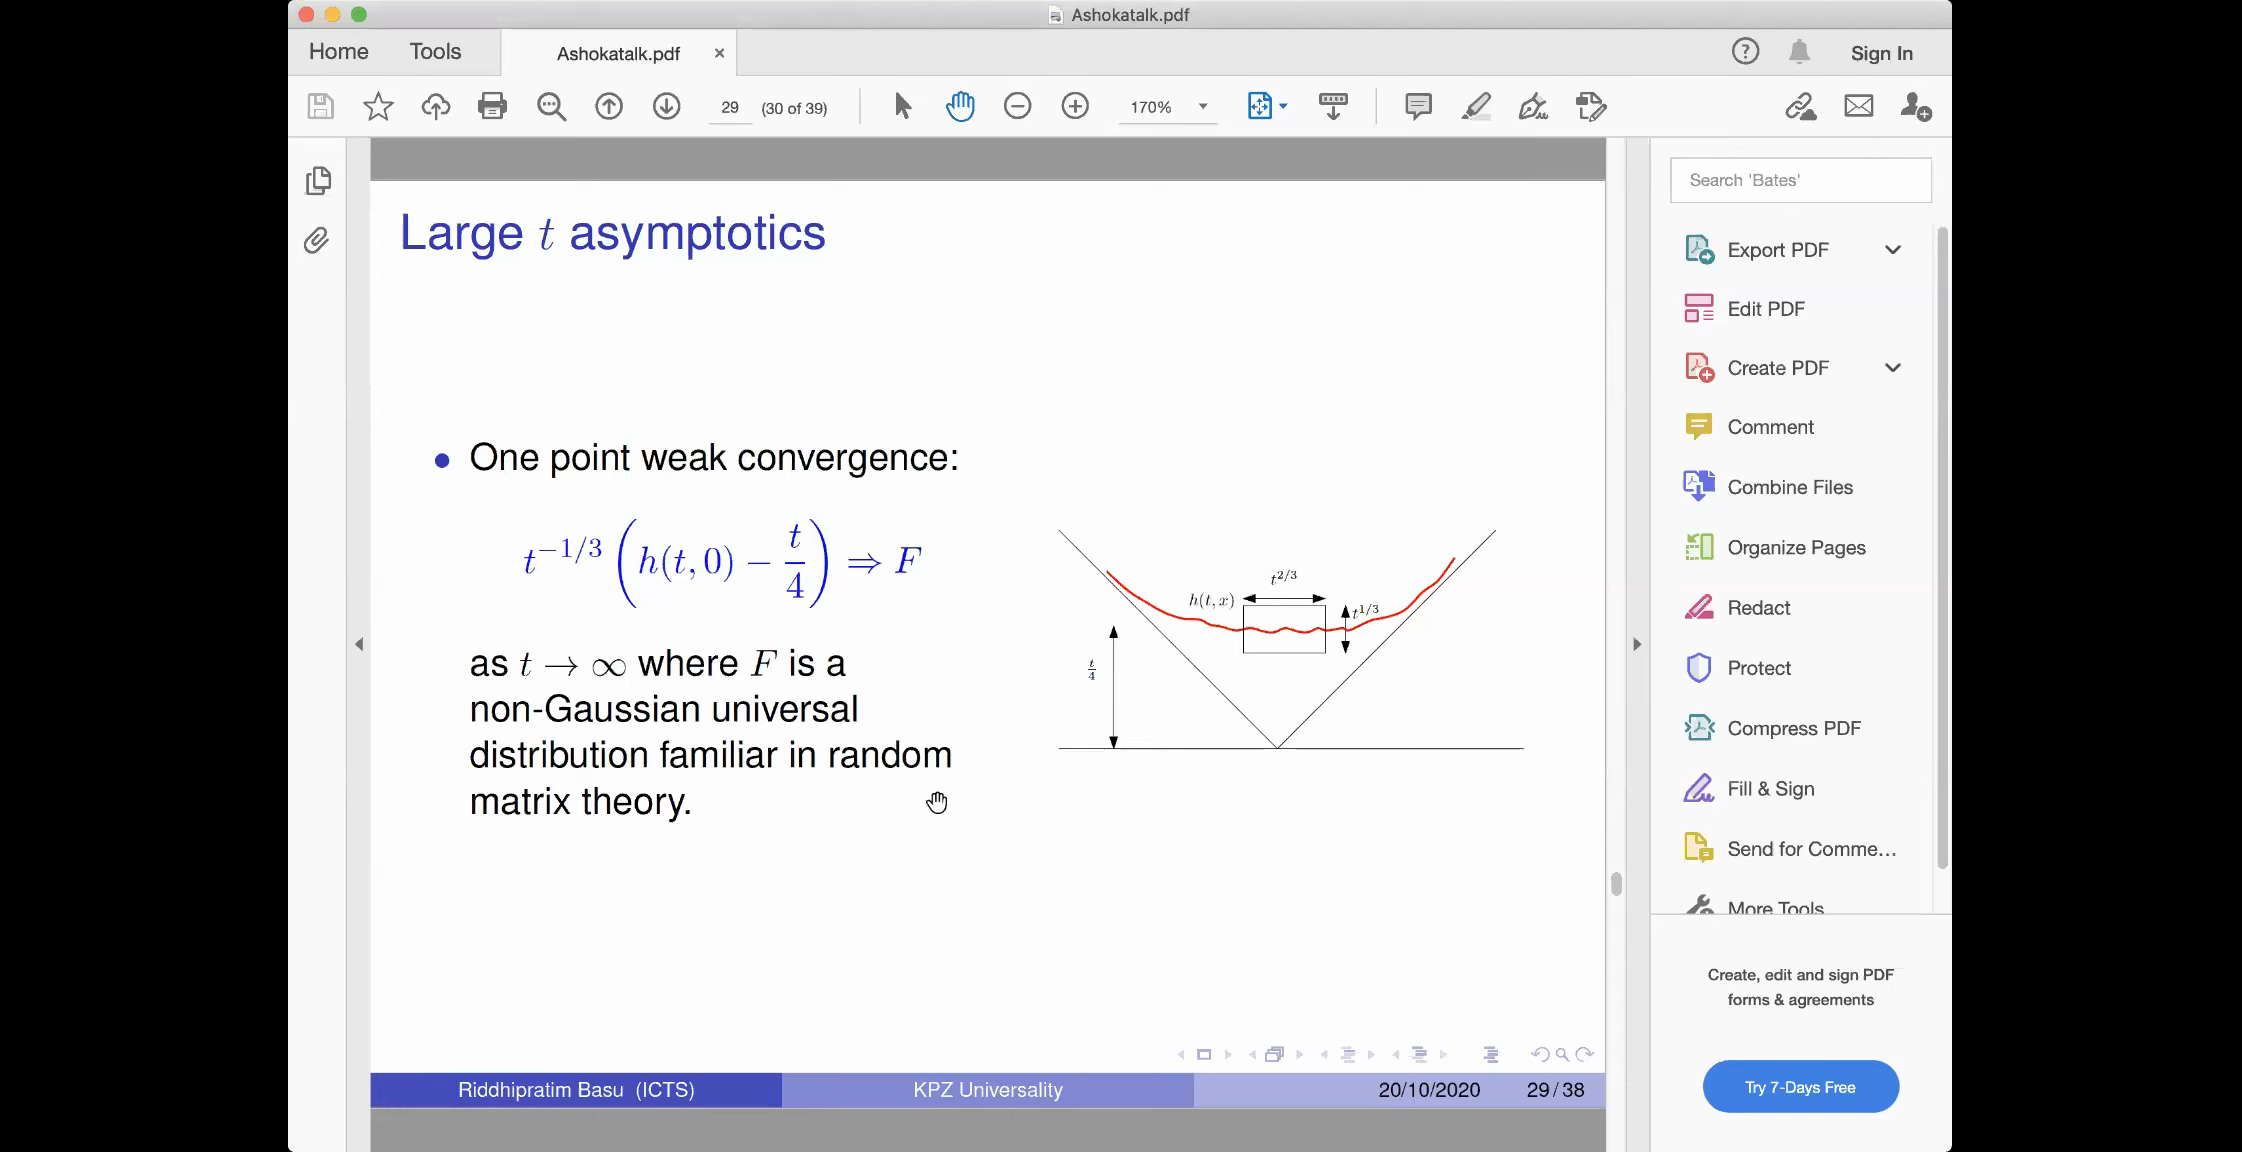 Ashokatalk.pdf
Home Tools Ashokatalk.pdf × Sign In
29 (30 of 39) 170%
Search 'Bates'
Export PDF
Edit PDF
Create PDF
Comment
Combine Files
Organize Pages
Redact
Protect
Compress PDF
Fill & Sign
Send for Comme...
More Tools
Create, edit and sign PDF
forms & agreements
Try 7-Days Free
Large t asymptotics
• One point weak convergence:
t^{-1/3} ( h(t, 0) − \frac{t}{4} ) ⇒ F
as t → ∞ where F is a
non-Gaussian universal
distribution familiar in random
matrix theory.
t^{2/3}
h(t, x)
t^{1/3}
\frac{t}{4}
Riddhipratim Basu (ICTS) KPZ Universality 20/10/2020 29 / 38